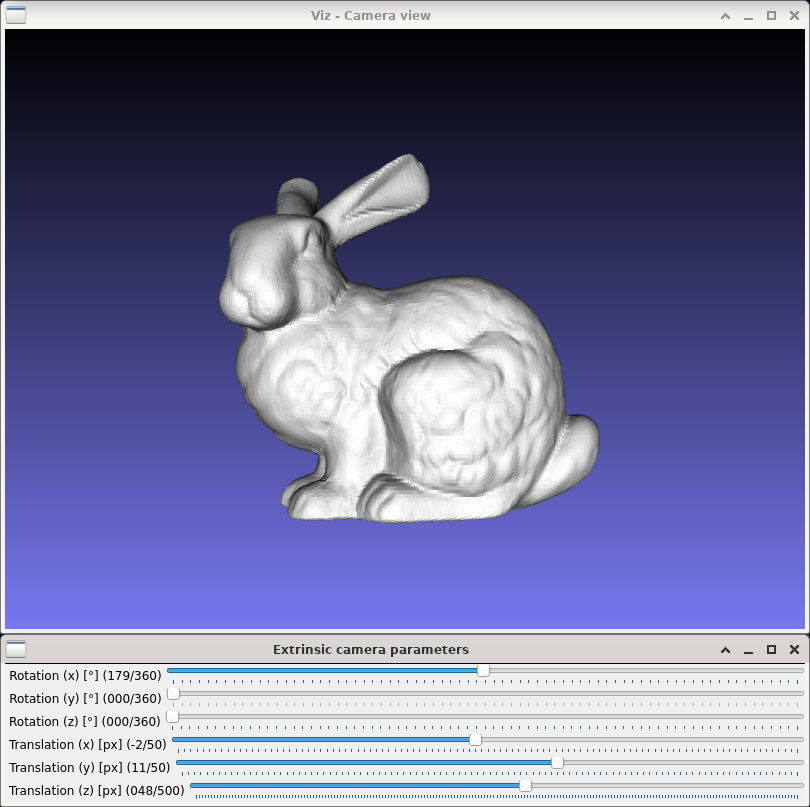 Viz - Camera view
Extrinsic camera parameters
Rotation (x) [°] (179/360)
Rotation (y) [°] (000/360)
Rotation (z) [°] (000/360)
Translation (x) [px] (-2/50)
Translation (y) [px] (11/50)
Translation (z) [px] (048/500)